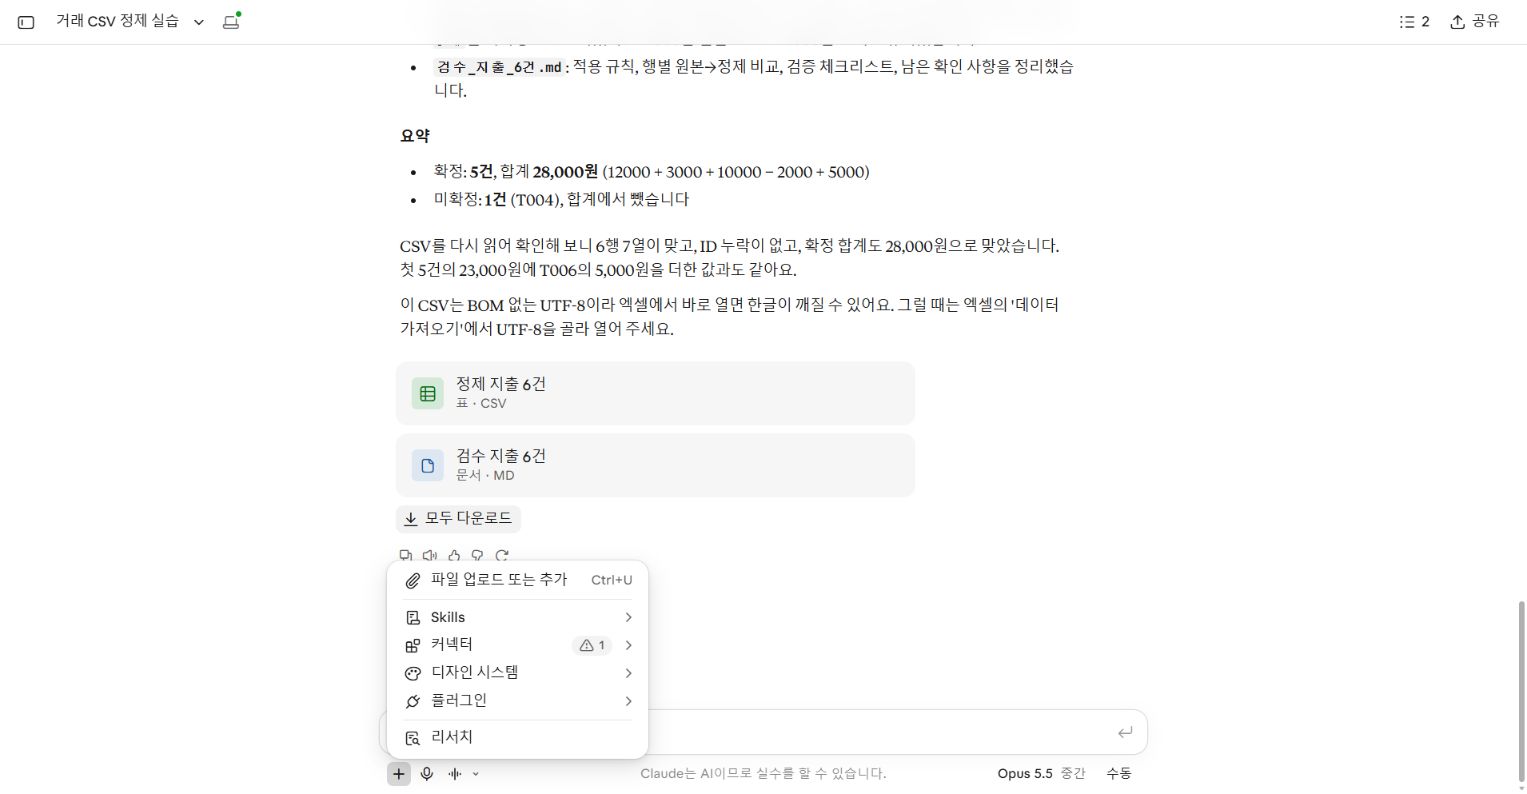 거래 CSV 정제 실습
2
공유
검수_지출_6건.md: 적용 규칙, 행별 원본→정제 비교, 검증 체크리스트, 남은 확인 사항을 정리했습
니다.
요약
확정: 5건, 합계 28,000원 (12000 + 3000 + 10000 − 2000 + 5000)
미확정: 1건 (T004), 합계에서 뺐습니다
CSV를 다시 읽어 확인해 보니 6행 7열이 맞고, ID 누락이 없고, 확정 합계도 28,000원으로 맞았습니다.
첫 5건의 23,000원에 T006의 5,000원을 더한 값과도 같아요.
이 CSV는 BOM 없는 UTF-8이라 엑셀에서 바로 열면 한글이 깨질 수 있어요. 그럴 때는 엑셀의 '데이터
가져오기'에서 UTF-8을 골라 열어 주세요.
정제 지출 6건
표 · CSV
검수 지출 6건
문서 · MD
모두 다운로드
파일 업로드 또는 추가 Ctrl+U
Skills
커넥터 1
디자인 시스템
플러그인
리서치
Claude는 AI이므로 실수를 할 수 있습니다.
Opus 5.5 중간 수동